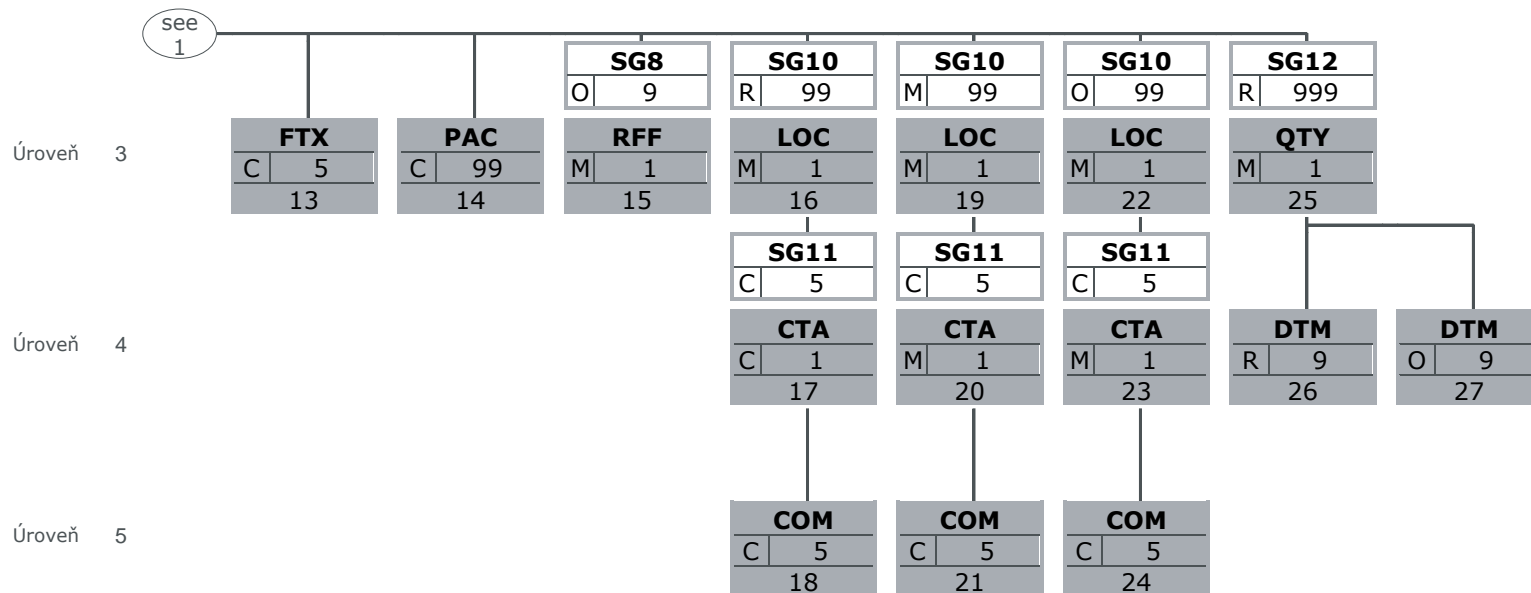 see
1
SG8 SG10 SG10 SG10 SG12
O 9 R 99 M 99 O 99 R 999
Úroveň 3
FTX PAC RFF LOC LOC LOC QTY
C 5 C 99 M 1 M 1 M 1 M 1 M 1
13 14 15 16 19 22 25
SG11 SG11 SG11
C 5 C 5 C 5
Úroveň 4
CTA CTA CTA DTM DTM
C 1 M 1 M 1 R 9 O 9
17 20 23 26 27
Úroveň 5
COM COM COM
C 5 C 5 C 5
18 21 24